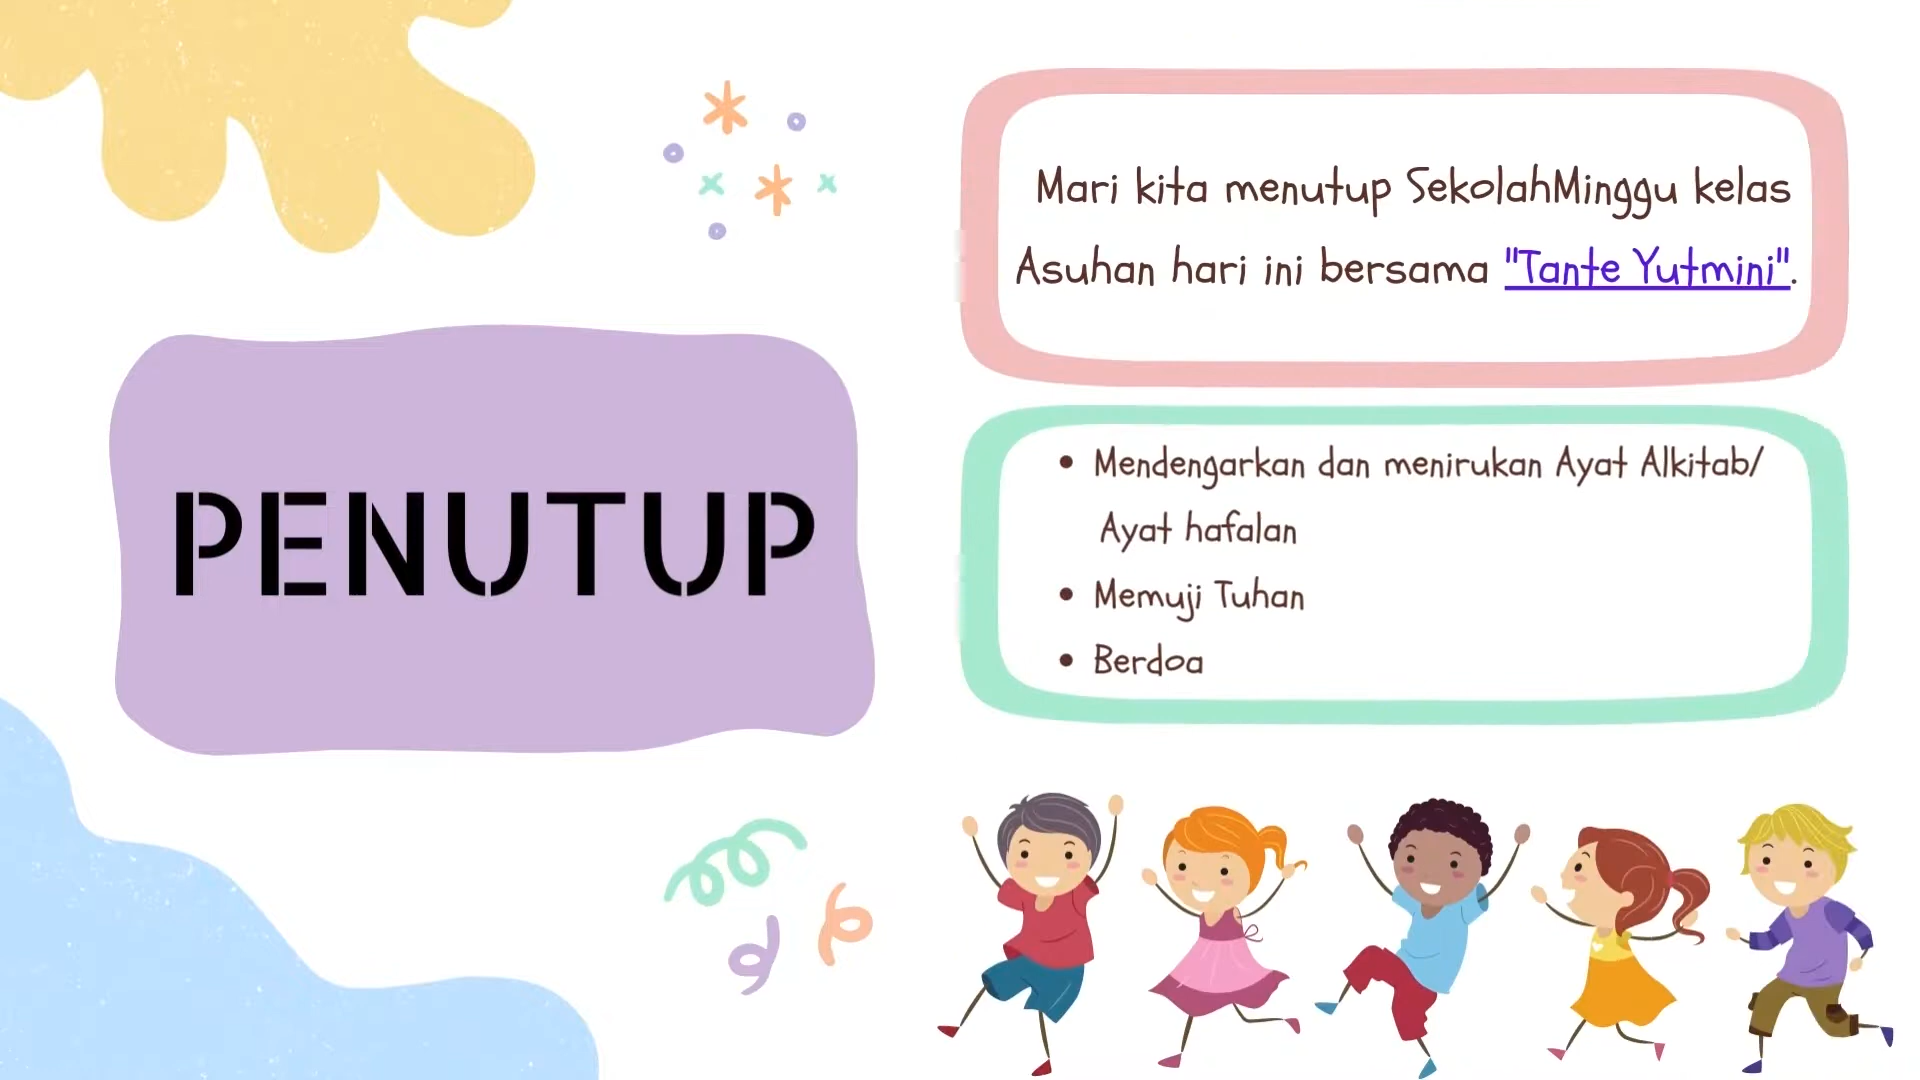 PENUTUP
Mari kita menutup SekolahMinggu kelas
Asuhan hari ini bersama "Tante Yutmini".
• Mendengarkan dan menirukan Ayat Alkitab/
Ayat hafalan
• Memuji Tuhan
• Berdoa